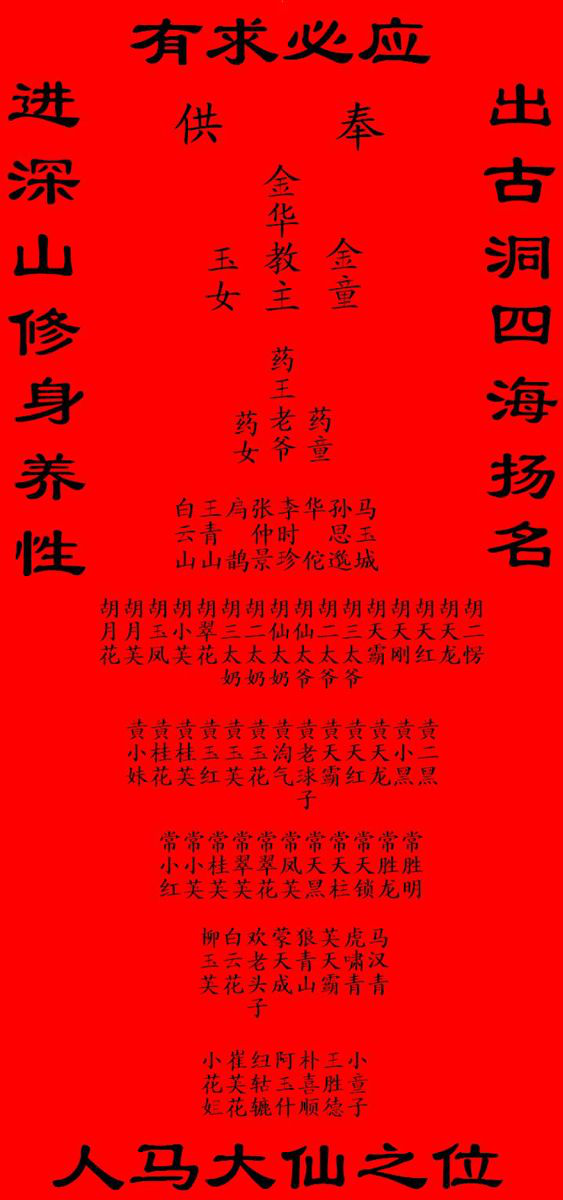 有求必应
进深山修身养性
出古洞四海扬名
供 奉
玉女
金华教主
金童
药女
药王老爷
药童
白云山
王青山
扁鹊
张仲景
李时珍
华佗
孙思邈
马玉城
胡月花
胡月芙
胡玉凤
胡小芙
胡翠花
胡三太奶
胡二太奶
胡仙太奶
胡仙太爷
胡二太爷
胡三太爷
胡天霸
胡天刚
胡天红
胡天龙
胡二愣
黄小妹
黄桂花
黄桂芙
黄玉红
黄玉芙
黄玉花
黄淘气
黄老球子
黄天霸
黄天红
黄天龙
黄小黑
黄二黑
常小红
常小芙
常桂芙
常翠芙
常翠花
常凤芙
常天黑
常天柱
常天锁
常胜龙
常胜明
柳玉芙
白云花
欢老头子
蒙天成
狼青山
芙天霸
虎啸青
马汉青
小花
崔芙花
纽轱辘
阿玉什
朴喜顺
王胜德
小童子
人马大仙之位